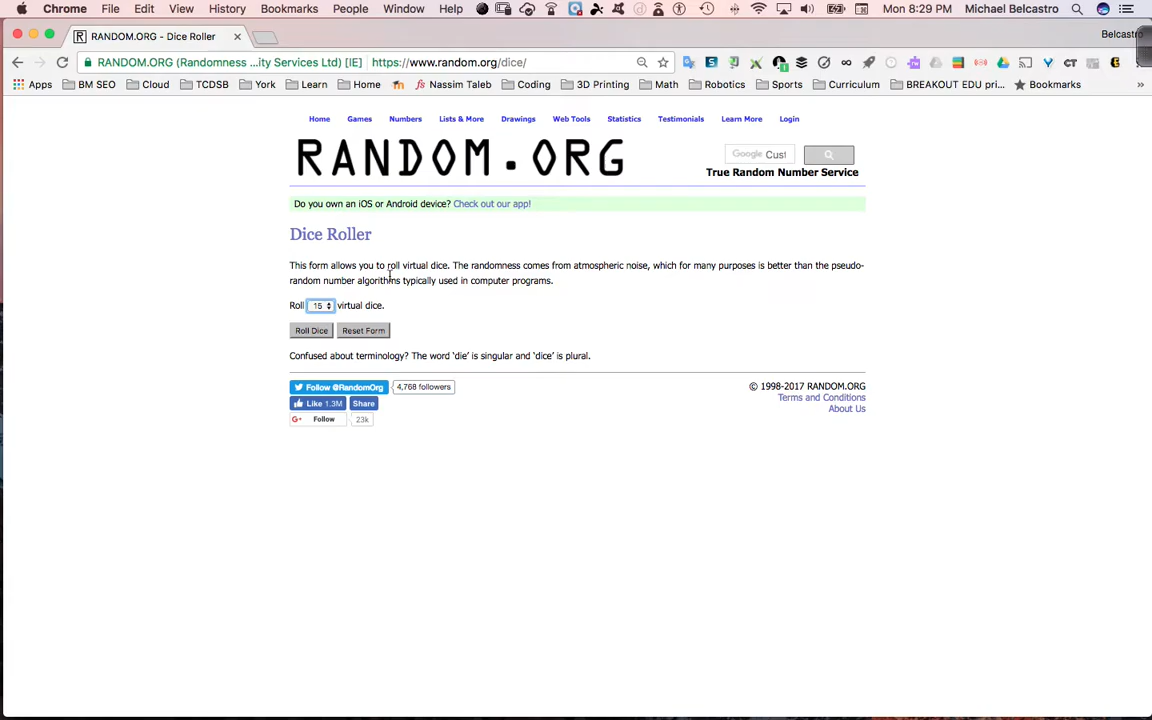 Chrome File Edit View History Bookmarks People Window Help Mon 8:29 PM Michael Belcastro
RANDOM.ORG - Dice Roller Belcastro
RANDOM.ORG (Randomness ...ity Services Ltd) [IE] https://www.random.org/dice/
Apps BM SEO Cloud TCDSB York Learn Home Nassim Taleb Coding 3D Printing Math Robotics Sports Curriculum BREAKOUT EDU pri... Bookmarks »
Home Games Numbers Lists & More Drawings Web Tools Statistics Testimonials Learn More Login
RANDOM.ORG
Google Cust
True Random Number Service
Do you own an iOS or Android device? Check out our app!
Dice Roller
This form allows you to roll virtual dice. The randomness comes from atmospheric noise, which for many purposes is better than the pseudo-
random number algorithms typically used in computer programs.
Roll 15 virtual dice.
Roll Dice Reset Form
Confused about terminology? The word 'die' is singular and 'dice' is plural.
Follow @RandomOrg 4,768 followers
Like 1.3M Share
G+ Follow 23k
© 1998-2017 RANDOM.ORG
Terms and Conditions
About Us